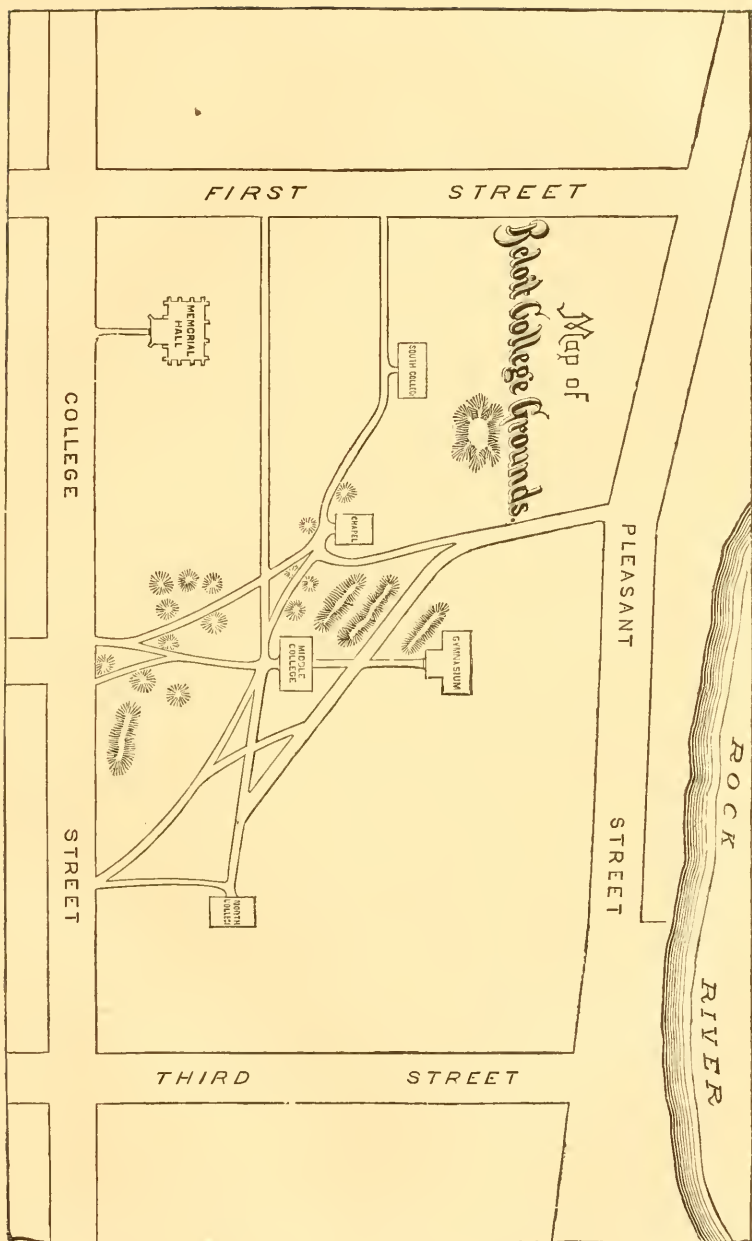 FIRST STREET
Map of
Beloit College Grounds.
MEMORIAL
HALL
SOUTH COLLEGE
CHAPEL
COLLEGE STREET
PLEASANT STREET
MIDDLE
COLLEGE
GYMNASIUM
ROCK RIVER
NORTH
COLLEGE
THIRD STREET